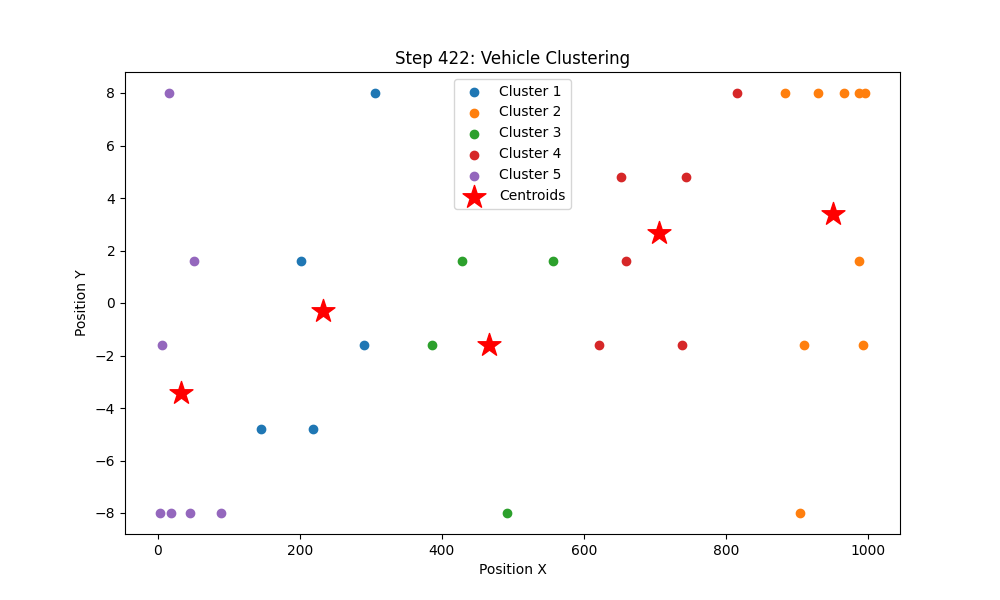 Step 422: Vehicle Clustering
Cluster 1
Cluster 2
Cluster 3
Cluster 4
Cluster 5
Centroids
8
6
4
2
0
−2
−4
−6
−8
Position Y
0
200
400
600
800
1000
Position X